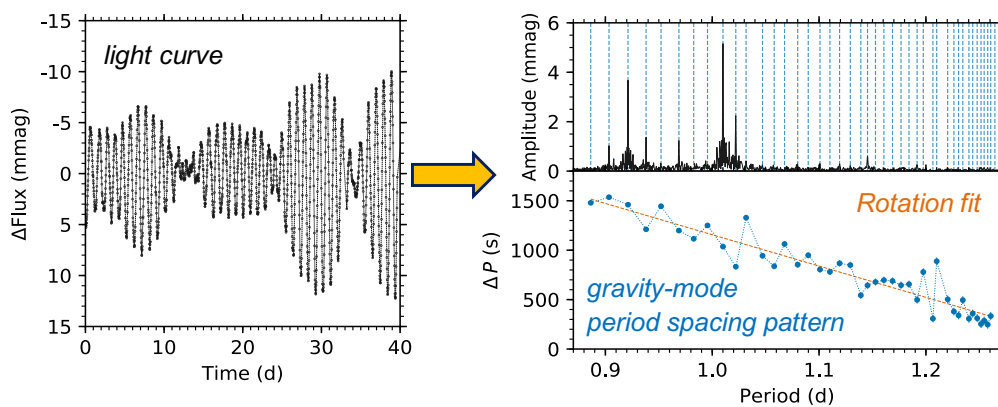 -15
-10
-5
0
5
10
15
ΔFlux (mmag)
light curve
0
10
20
30
40
Time (d)
6
4
2
0
Amplitude (mmag)
1500
1000
500
0
ΔP (s)
Rotation fit
gravity-mode
period spacing pattern
0.9
1.0
1.1
1.2
Period (d)